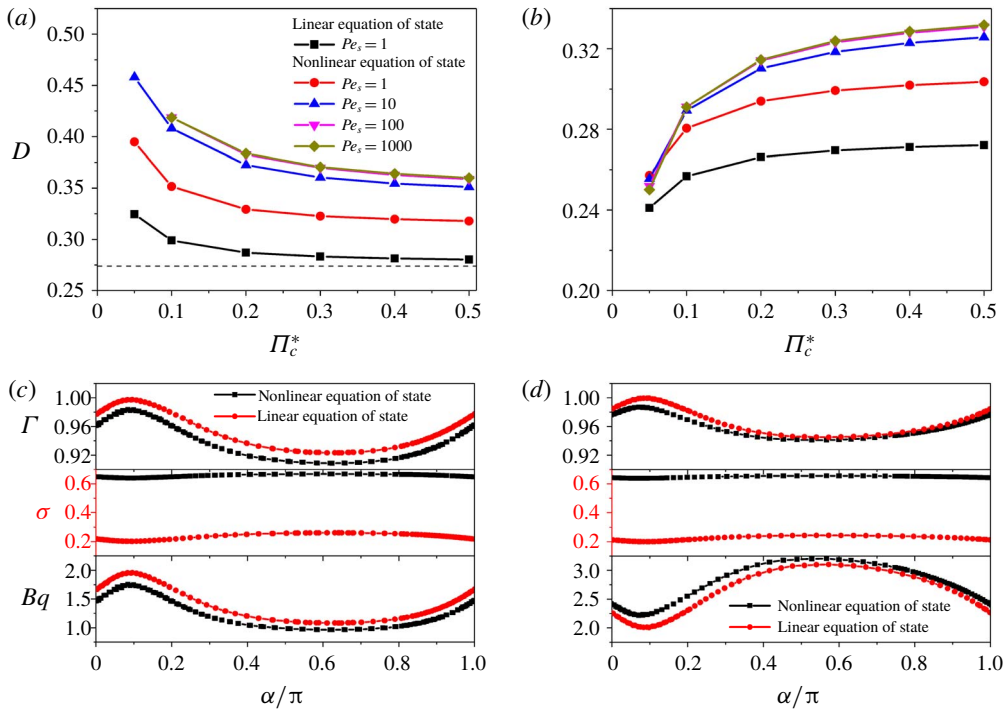 (a)
0.50
0.45
0.40
D
0.35
0.30
0.25
0 0.1 0.2 0.3 0.4 0.5
Π*c
Linear equation of state
Pes = 1
Nonlinear equation of state
Pes = 1
Pes = 10
Pes = 100
Pes = 1000
(b)
0.32
0.28
0.24
0.20
0 0.1 0.2 0.3 0.4 0.5
Π*c
(c)
Nonlinear equation of state
Linear equation of state
1.00
Γ 0.96
0.92
0.6
σ 0.4
0.2
2.0
Bq 1.5
1.0
0 0.2 0.4 0.6 0.8 1.0
α/π
(d)
1.00
0.96
0.92
0.6
0.4
0.2
3.0
2.5
2.0
Nonlinear equation of state
Linear equation of state
0 0.2 0.4 0.6 0.8 1.0
α/π